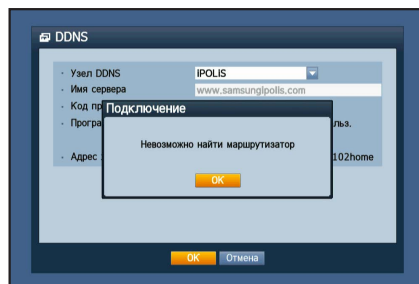 DDNS
Узел DDNS
iPOLIS
Имя сервера
www.samsungipolis.com
Код пр
Подключение
Програ
льз.
Невозможно найти маршрутизатор
Адрес
102home
OK
OK
Отмена